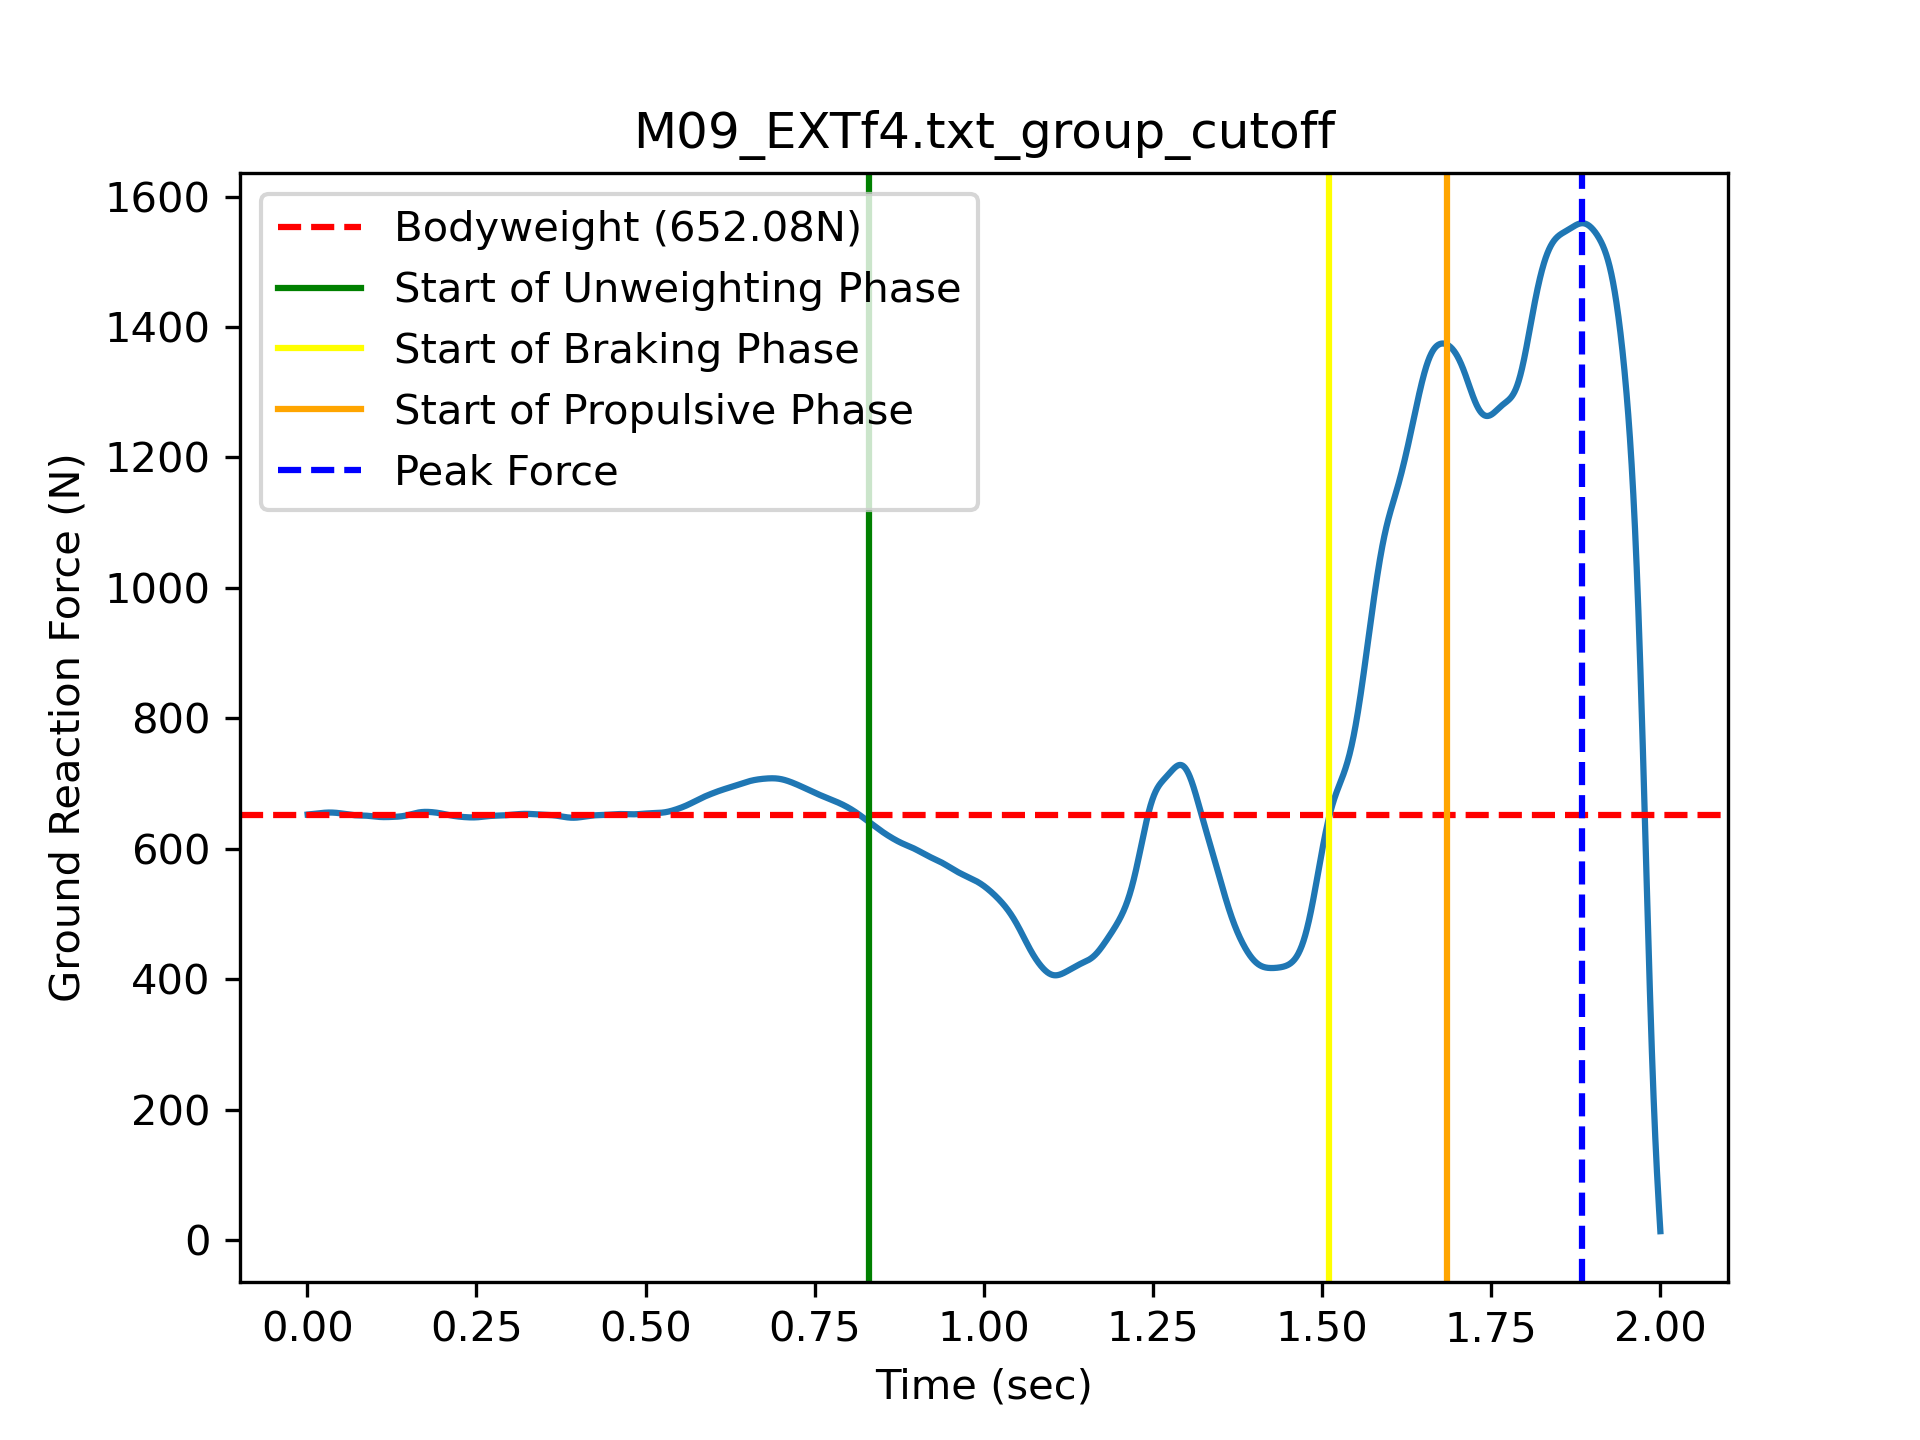 M09_EXTf4.txt_group_cutoff
Bodyweight (652.08N)
Start of Unweighting Phase
Start of Braking Phase
Start of Propulsive Phase
Peak Force
Ground Reaction Force (N)
1600
1400
1200
1000
800
600
400
200
0
0.00 0.25 0.50 0.75 1.00 1.25 1.50 1.75 2.00
Time (sec)